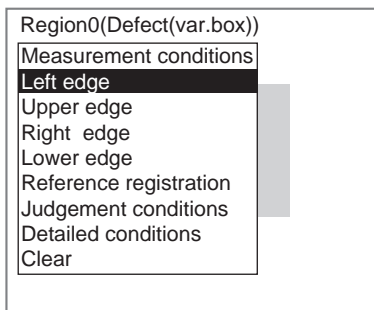 Region0(Defect(var.box))
Measurement conditions
Left edge
Upper edge
Right  edge
Lower edge
Reference registration
Judgement conditions
Detailed conditions
Clear